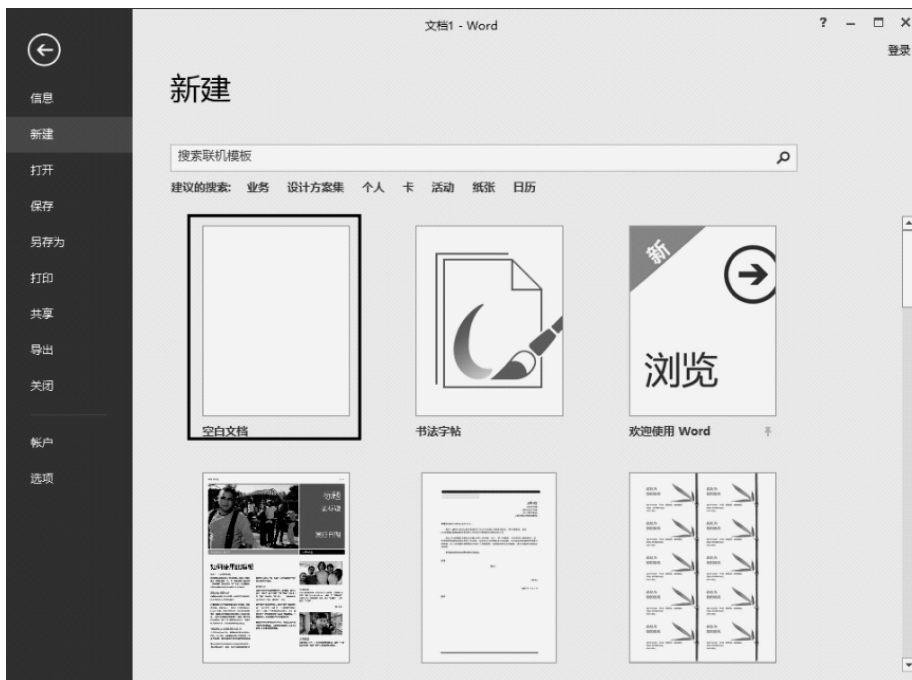 文档1 - Word
?
登录
信息
新建
打开
保存
另存为
打印
共享
导出
关闭
帐户
选项
新建
搜索联机模板
建议的搜索: 业务 设计方案集 个人 卡 活动 纸张 日历
新
浏览
空白文档 书法字帖 欢迎使用 Word